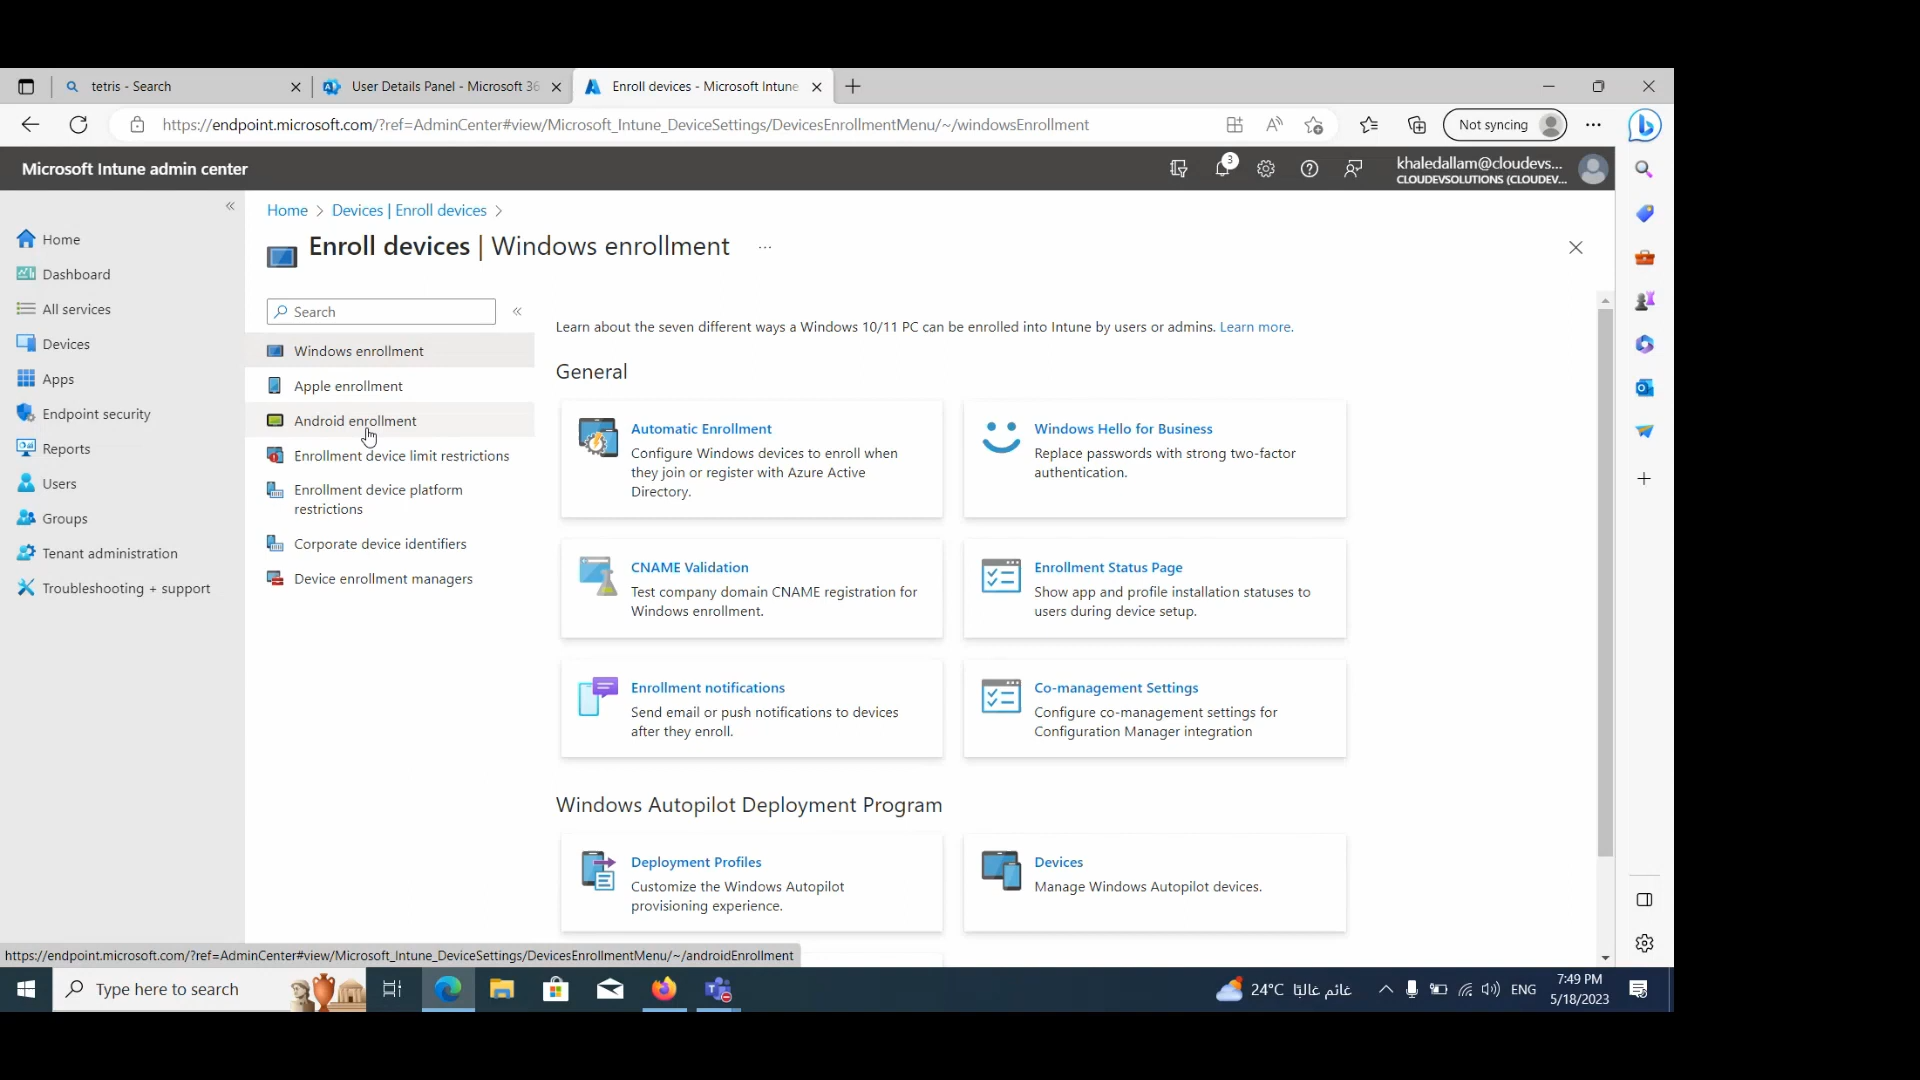 tetris - Search
User Details Panel - Microsoft 36
Enroll devices - Microsoft Intune
https://endpoint.microsoft.com/?ref=AdminCenter#view/Microsoft_Intune_DeviceSettings/DevicesEnrollmentMenu/~/windowsEnrollment
Not syncing
Microsoft Intune admin center
3
khaledallam@cloudevs...
CLOUDEVSOLUTIONS (CLOUDEV...
Home
Dashboard
All services
Devices
Apps
Endpoint security
Reports
Users
Groups
Tenant administration
Troubleshooting + support
Home > Devices | Enroll devices >
Enroll devices | Windows enrollment ...
Search
Windows enrollment
Apple enrollment
Android enrollment
Enrollment device limit restrictions
Enrollment device platform
restrictions
Corporate device identifiers
Device enrollment managers
Learn about the seven different ways a Windows 10/11 PC can be enrolled into Intune by users or admins. Learn more.
General
Automatic Enrollment
Configure Windows devices to enroll when
they join or register with Azure Active
Directory.
Windows Hello for Business
Replace passwords with strong two-factor
authentication.
CNAME Validation
Test company domain CNAME registration for
Windows enrollment.
Enrollment Status Page
Show app and profile installation statuses to
users during device setup.
Enrollment notifications
Send email or push notifications to devices
after they enroll.
Co-management Settings
Configure co-management settings for
Configuration Manager integration
Windows Autopilot Deployment Program
Deployment Profiles
Customize the Windows Autopilot
provisioning experience.
Devices
Manage Windows Autopilot devices.
https://endpoint.microsoft.com/?ref=AdminCenter#view/Microsoft_Intune_DeviceSettings/DevicesEnrollmentMenu/~/androidEnrollment
Type here to search
24°C غائم غالبًا
ENG
7:49 PM
5/18/2023